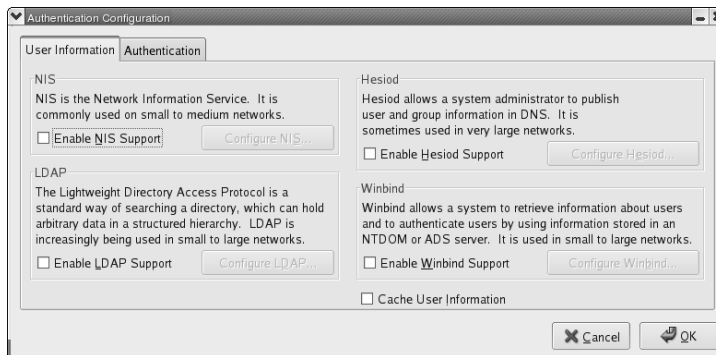 Authentication Configuration
User Information
Authentication
NIS
NIS is the Network Information Service. It is
commonly used on small to medium networks.
Enable NIS Support
Configure NIS...
LDAP
The Lightweight Directory Access Protocol is a
standard way of searching a directory, which can hold
arbitrary data in a structured hierarchy. LDAP is
increasingly being used in small to large networks.
Enable LDAP Support
Configure LDAP...
Hesiod
Hesiod allows a system administrator to publish
user and group information in DNS. It is
sometimes used in very large networks.
Enable Hesiod Support
Configure Hesiod...
Winbind
Winbind allows a system to retrieve information about users
and to authenticate users by using information stored in an
NTDOM or ADS server. It is used in small to large networks.
Enable Winbind Support
Configure Winbind...
Cache User Information
Cancel
OK